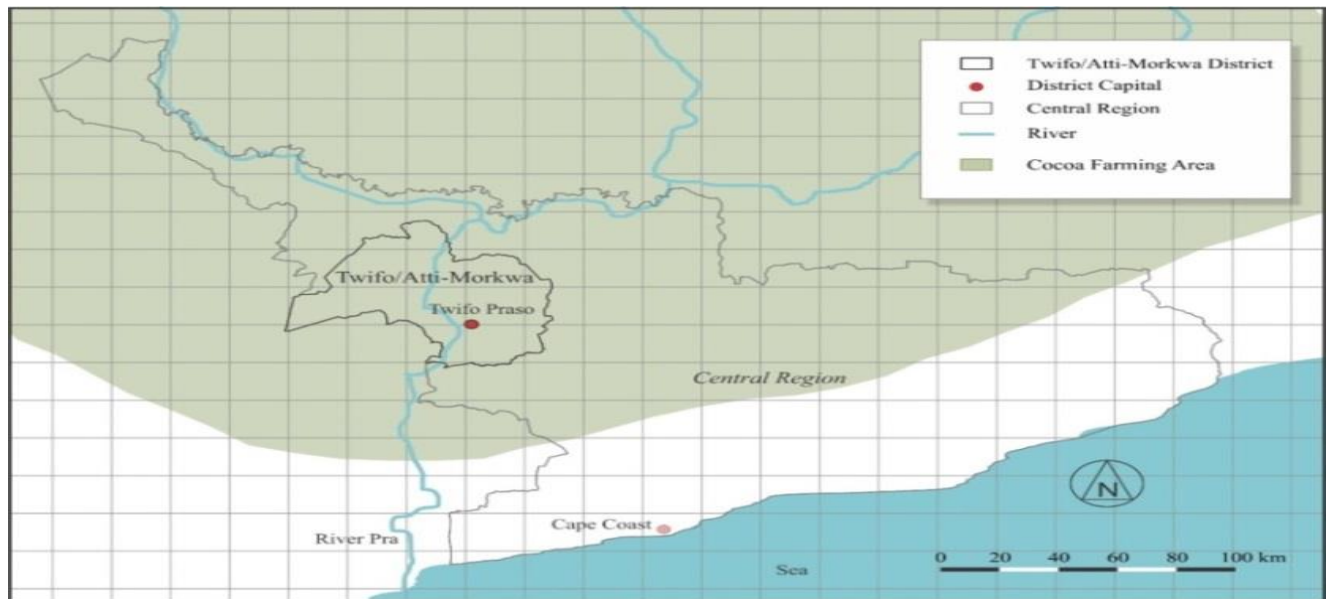 Twifo/Atti-Morkwa District
District Capital
Central Region
River
Cocoa Farming Area
Twifo/Atti-Morkwa
Twifo Praso
Central Region
N
Cape Coast
River Pra
0 20 40 60 80 100 km
Sea